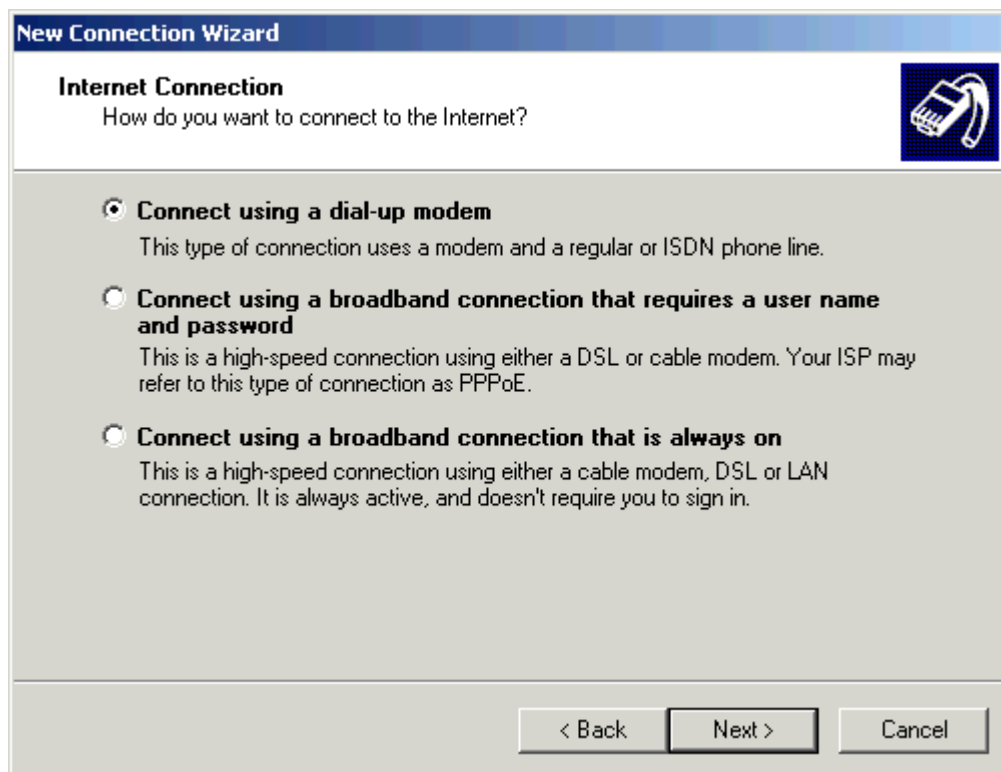 New Connection Wizard
Internet Connection
How do you want to connect to the Internet?
Connect using a dial-up modem
This type of connection uses a modem and a regular or ISDN phone line.
Connect using a broadband connection that requires a user name
and password
This is a high-speed connection using either a DSL or cable modem. Your ISP may
refer to this type of connection as PPPoE.
Connect using a broadband connection that is always on
This is a high-speed connection using either a cable modem, DSL or LAN
connection. It is always active, and doesn't require you to sign in.
< Back Next > Cancel